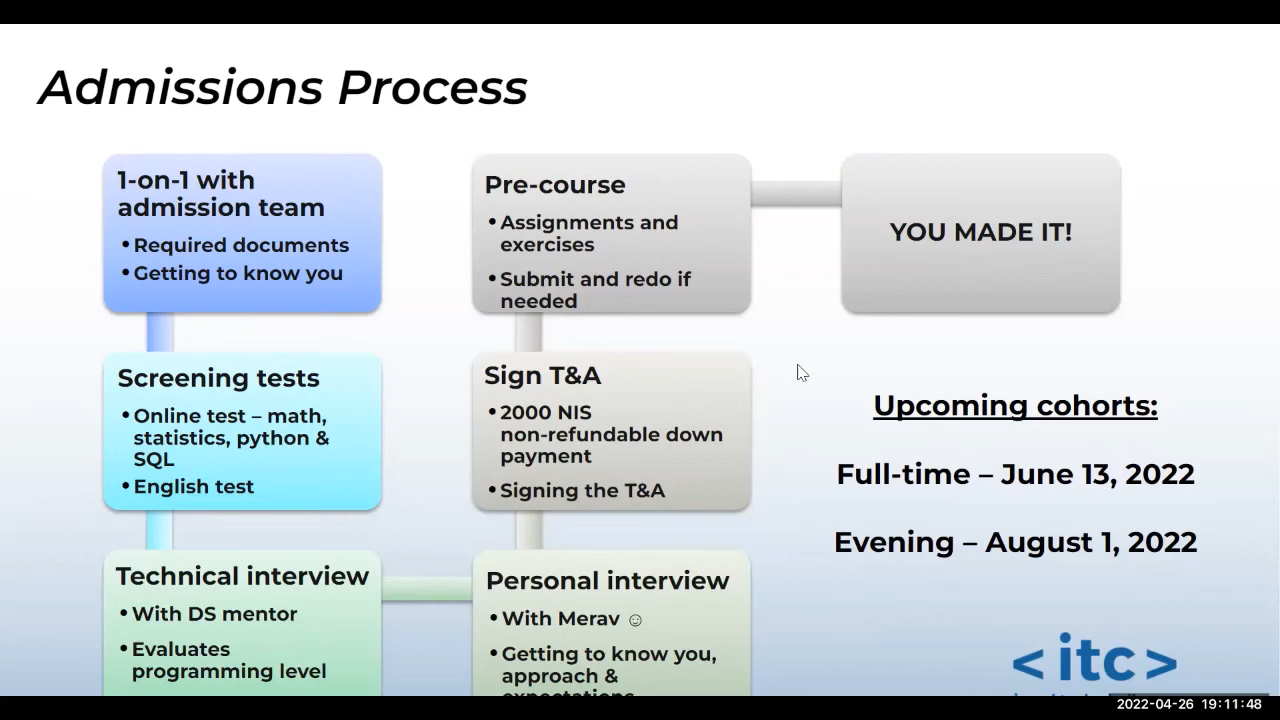 Admissions Process
1-on-1 with
admission team
• Required documents
• Getting to know you
Screening tests
• Online test – math,
statistics, python &
SQL
• English test
Technical interview
• With DS mentor
• Evaluates
programming level
Personal interview
• With Merav ☺
• Getting to know you,
approach &
expectations
Sign T&A
• 2000 NIS
non-refundable down
payment
• Signing the T&A
Pre-course
• Assignments and
exercises
• Submit and redo if
needed
YOU MADE IT!
Upcoming cohorts:
Full-time – June 13, 2022
Evening – August 1, 2022
<itc>
2022-04-26 19:11:48